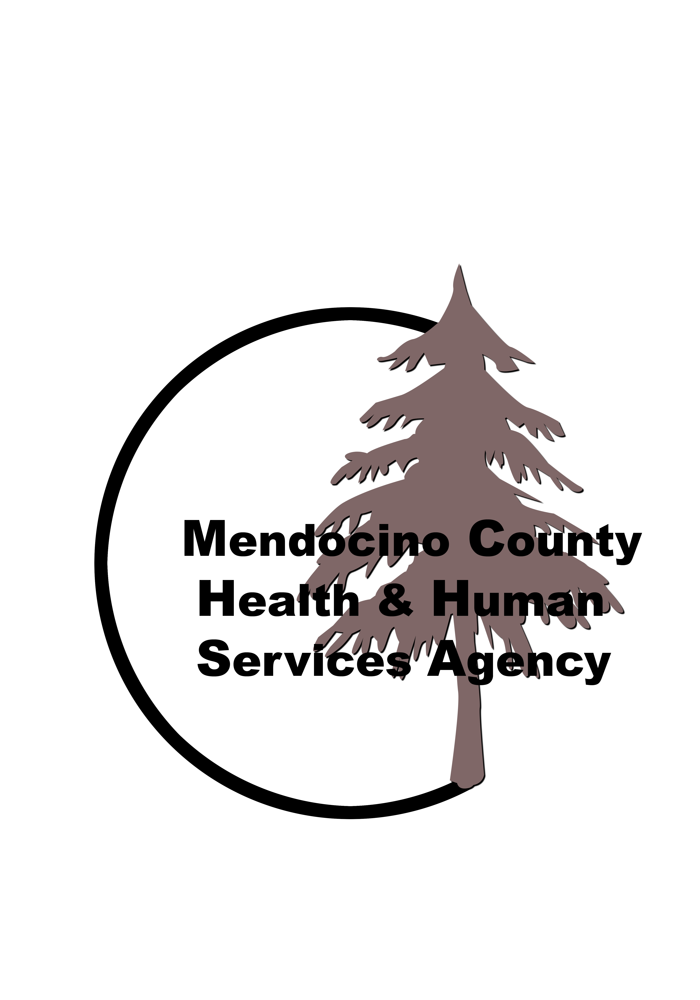 Mendocino County
Health & Human
Services Agency